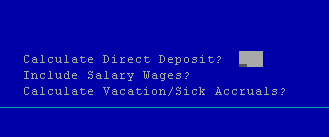 Calculate Direct Deposit?
Include Salary Wages?
Calculate Vacation/Sick Accruals?